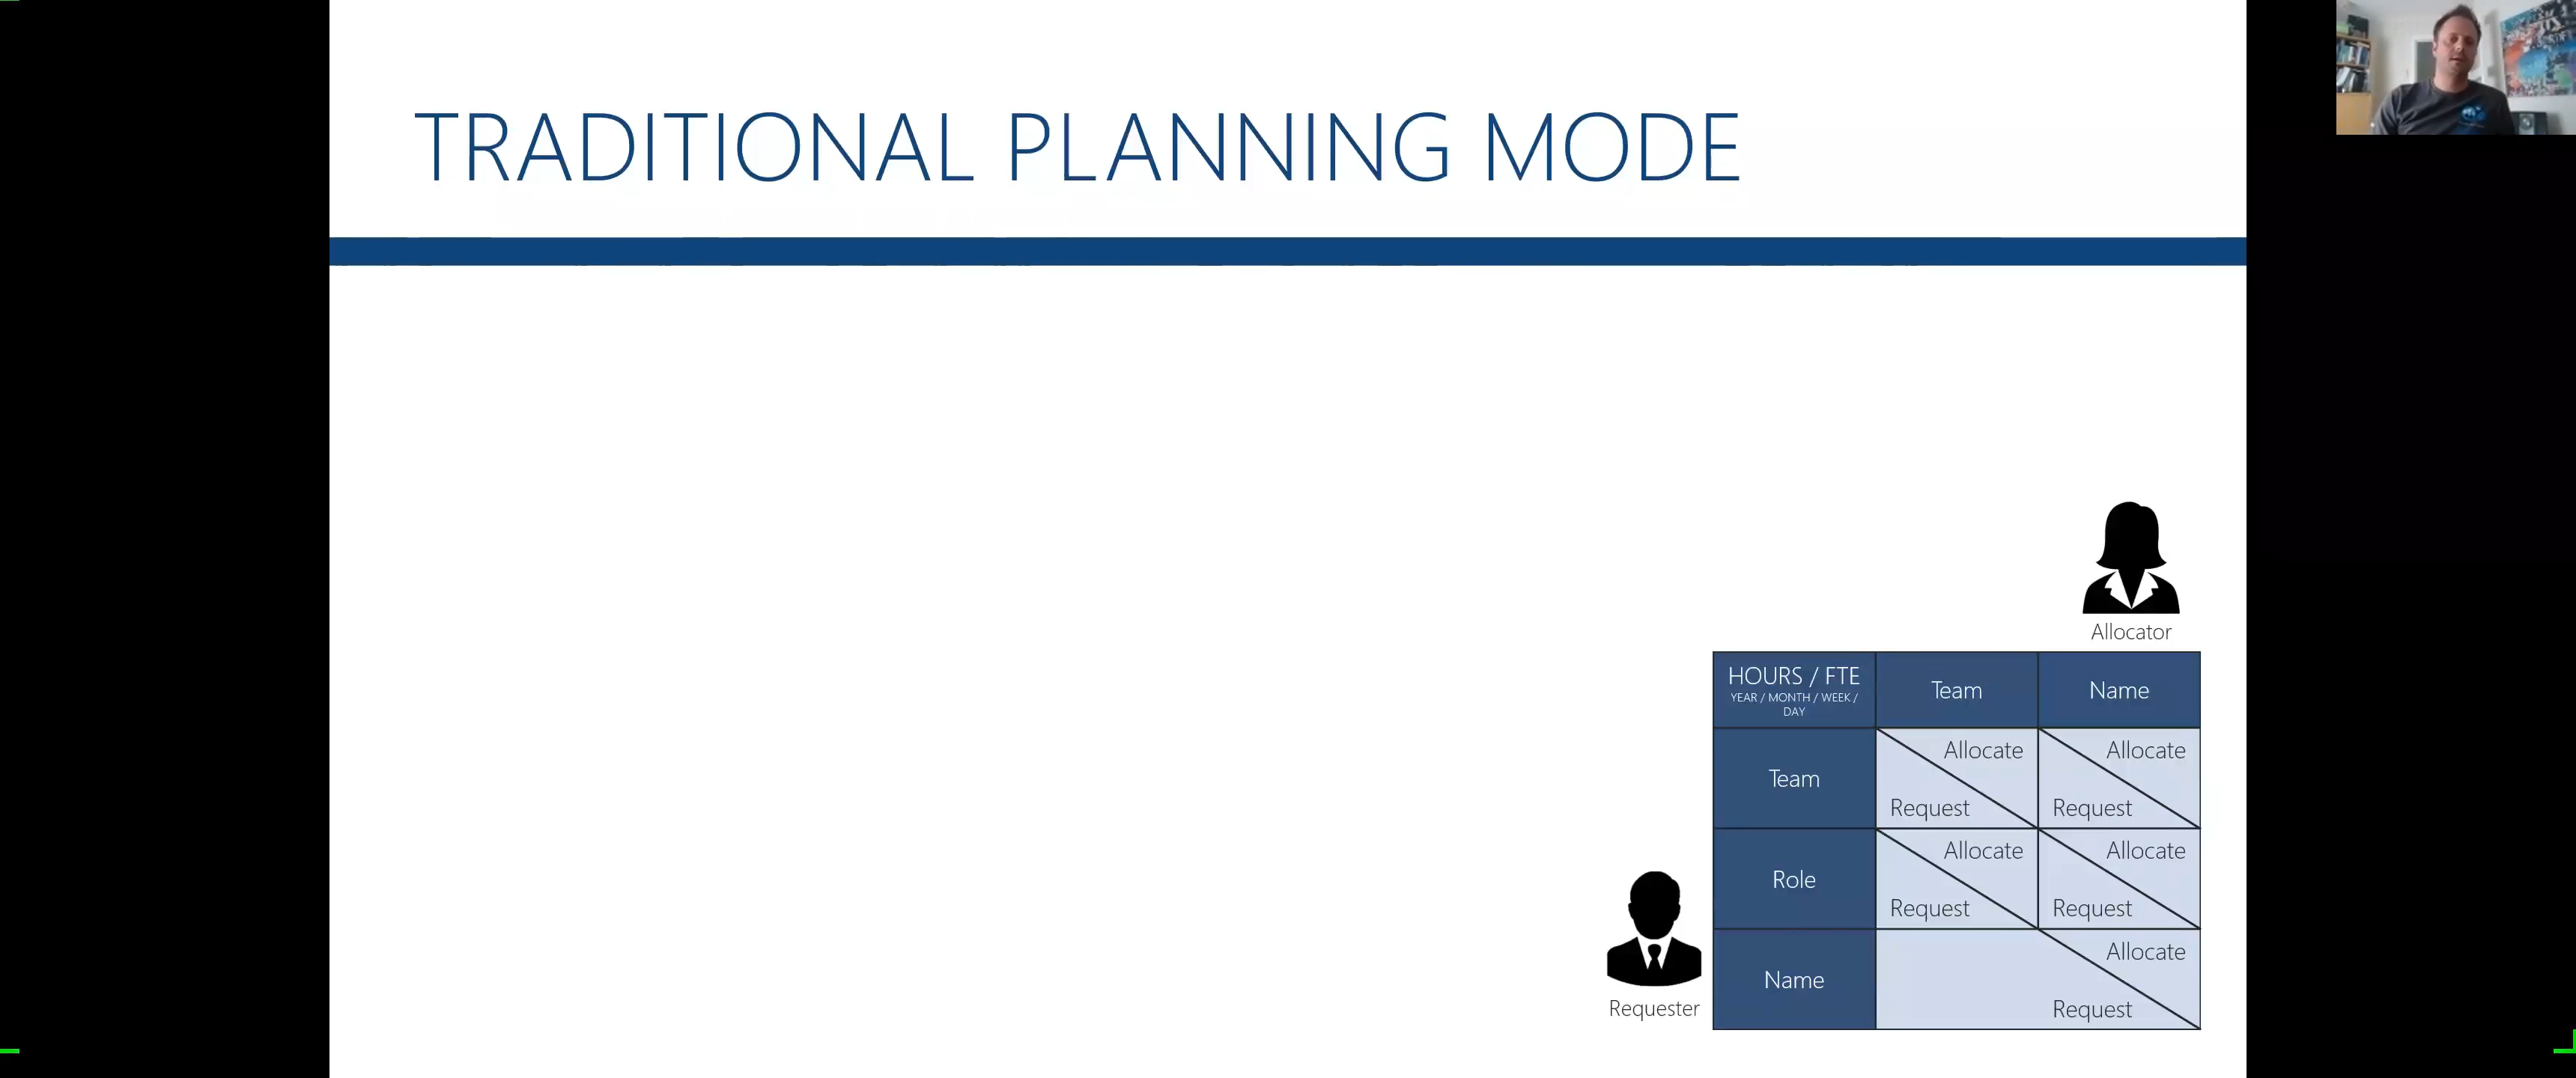 TRADITIONAL PLANNING MODE
Allocator
HOURS / FTE
YEAR / MONTH / WEEK /
DAY
Team
Name
Team
Allocate
Request
Allocate
Request
Role
Allocate
Request
Allocate
Request
Name
Allocate
Request
Requester